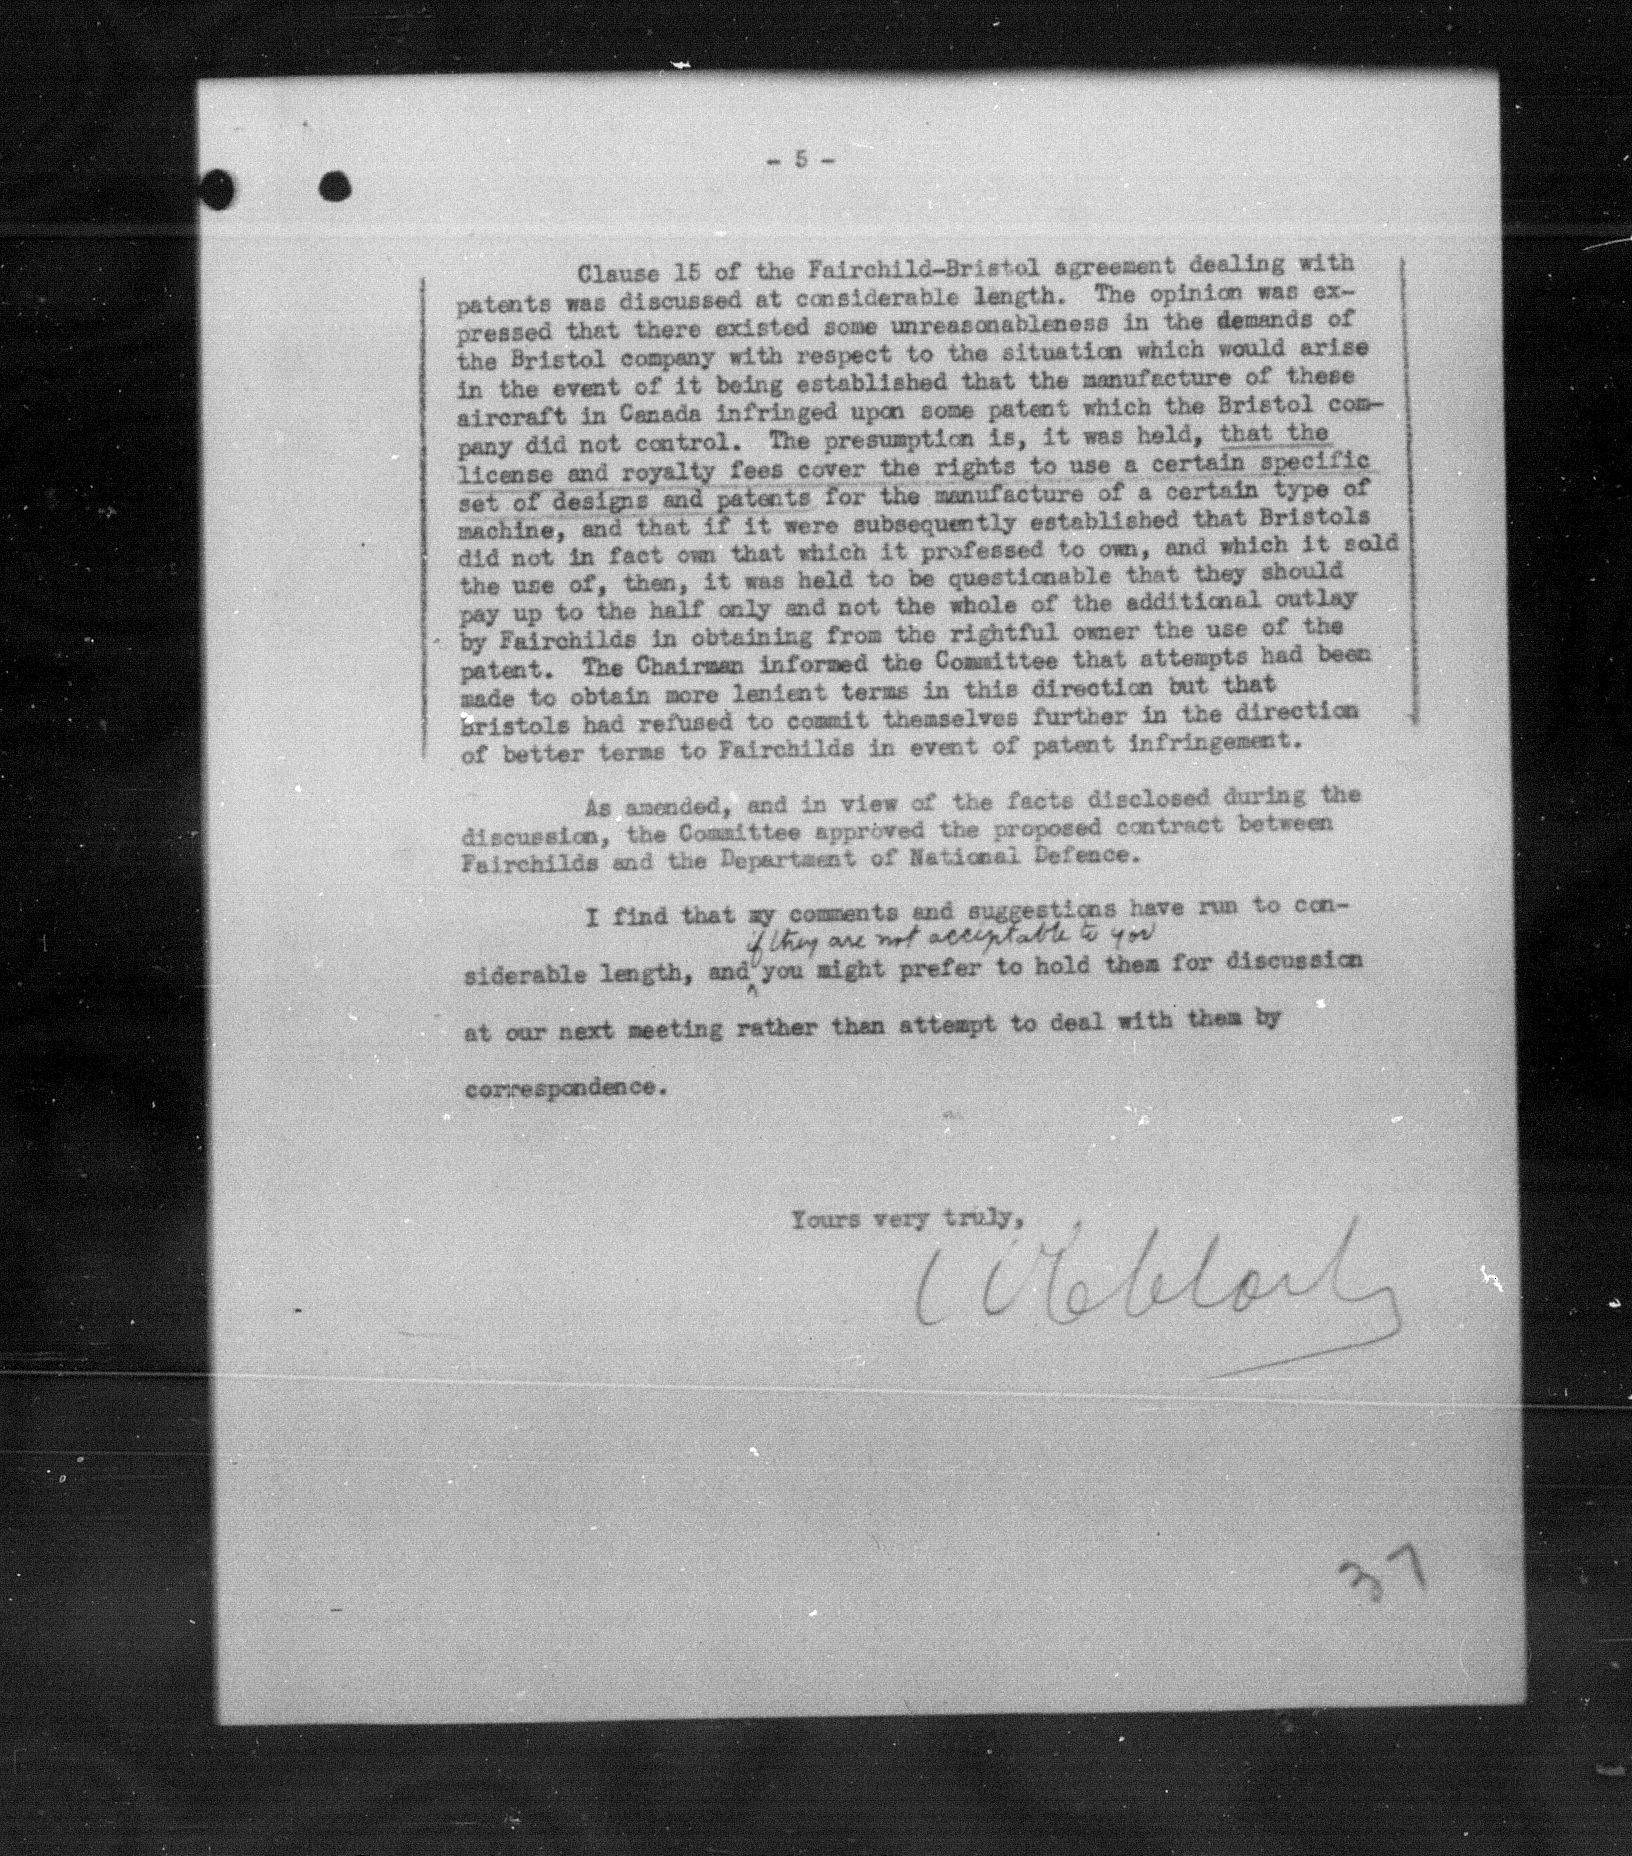 - 5 -
Clause 15 of the Fairchild-Bristol agreement dealing with
patents was discussed at considerable length. The opinion was ex-
pressed that there existed some unreasonableness in the demands of
the Bristol company with respect to the situation which would arise
in the event of it being established that the manufacture of these
aircraft in Canada infringed upon some patent which the Bristol com-
pany did not control. The presumption is, it was held, that the
license and royalty fees cover the rights to use a certain specific
set of designs and patents for the manufacture of a certain type of
machine, and that if it were subsequently established that Bristols
did not in fact own that which it professed to own, and which it sold
the use of, then, it was held to be questionable that they should
pay up to the half only and not the whole of the additional outlay
by Fairchilds in obtaining from the rightful owner the use of the
patent. The Chairman informed the Committee that attempts had been
made to obtain more lenient terms in this direction but that
Bristols had refused to commit themselves further in the direction
of better terms to Fairchilds in event of patent infringement.
As amended, and in view of the facts disclosed during the
discussion, the Committee approved the proposed contract between
Fairchilds and the Department of National Defence.
I find that my comments and suggestions have run to con-
if they are not acceptable to you
siderable length, and you might prefer to hold them for discussion
at our next meeting rather than attempt to deal with them by
correspondence.
Yours very truly,
37